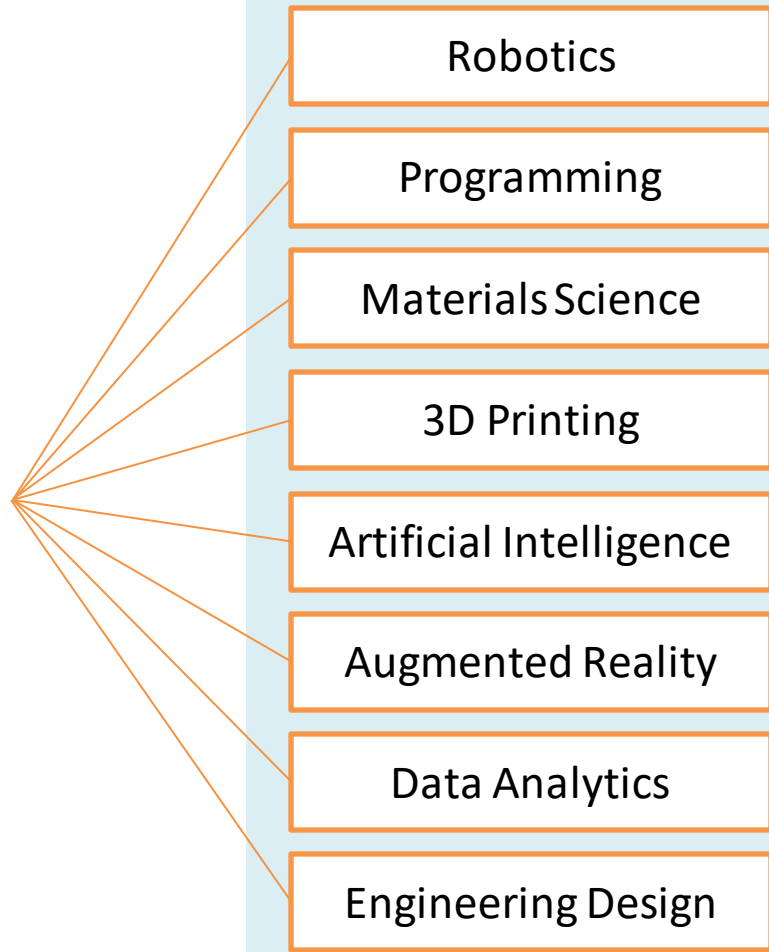 Robotics
Programming
Materials Science
3D Printing
Artificial Intelligence
Augmented Reality
Data Analytics
Engineering Design